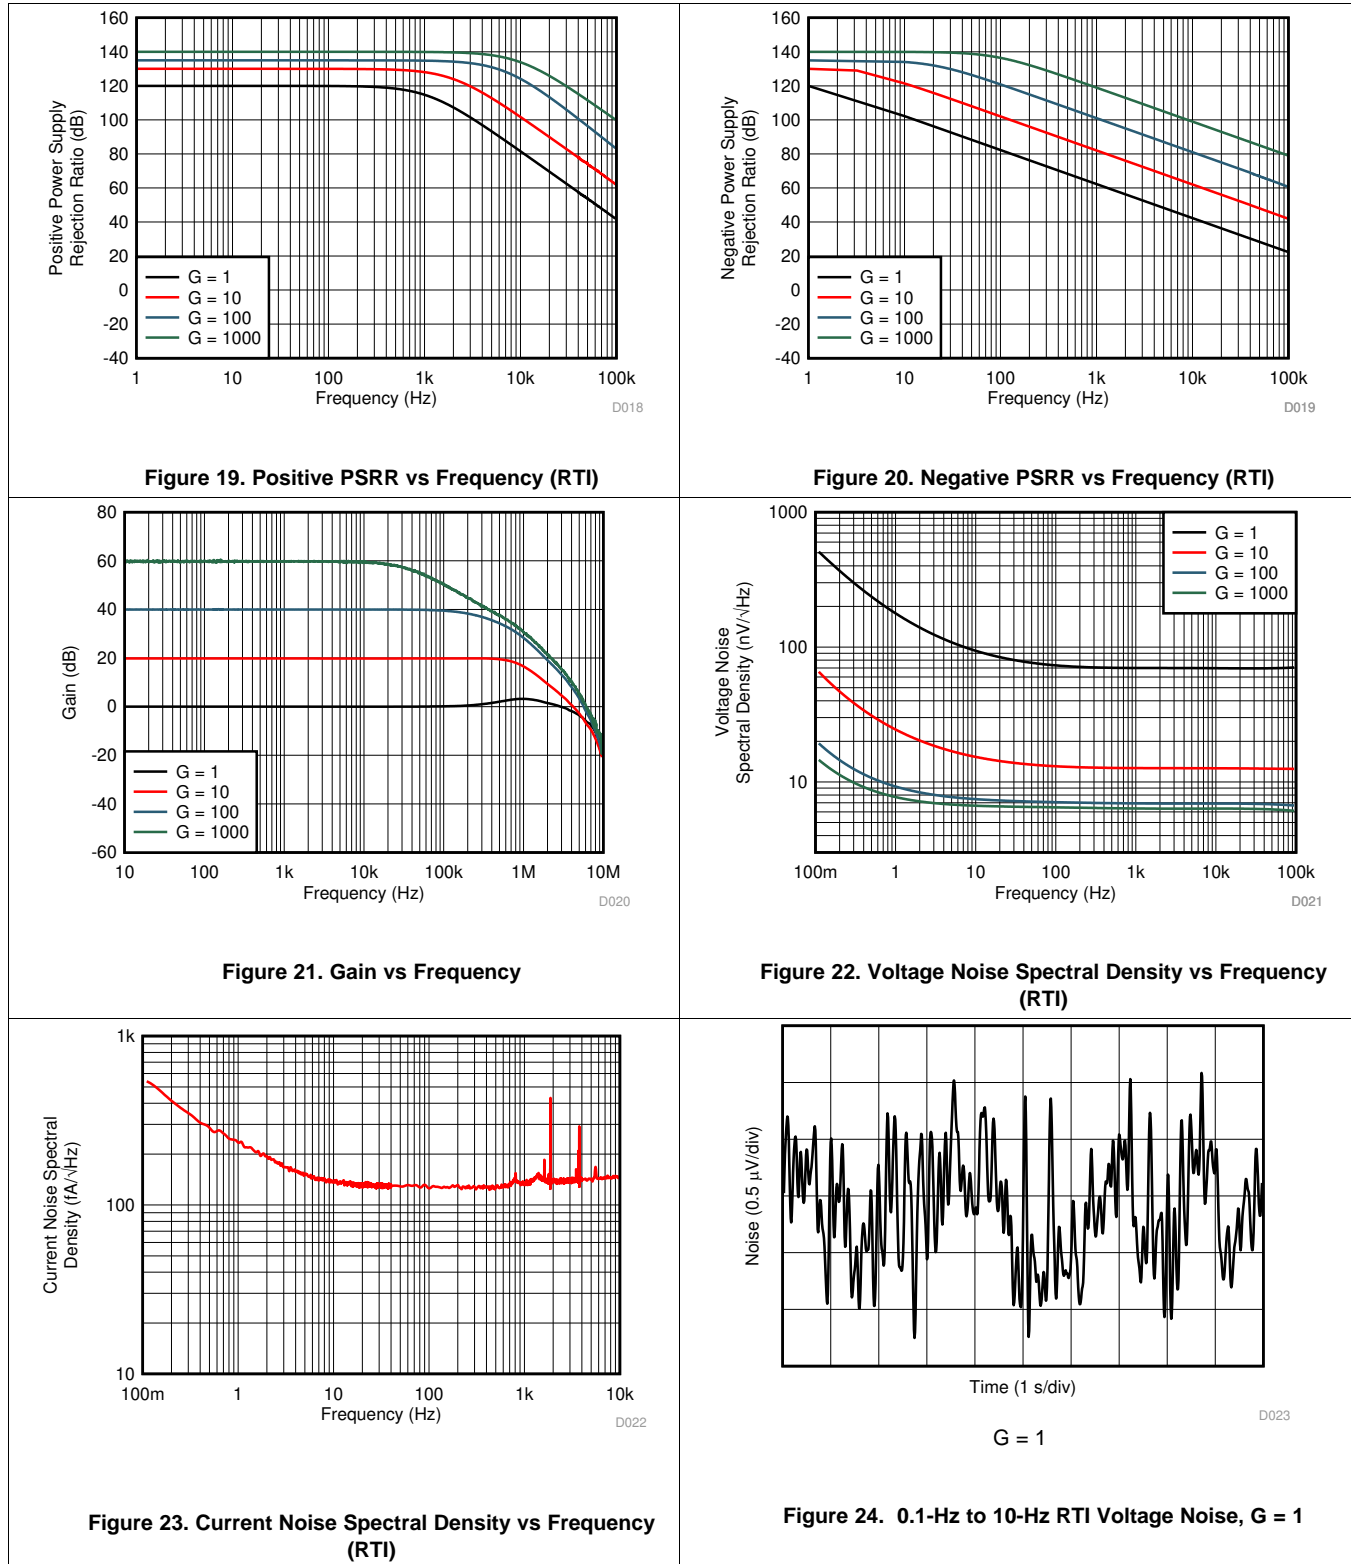 160
140
120
100
80
60
40
20
0
-20
-40
Positive Power Supply
Rejection Ratio (dB)
G = 1
G = 10
G = 100
G = 1000
1
10
100
1k
10k
100k
Frequency (Hz)
D018
Figure 19. Positive PSRR vs Frequency (RTI)
160
140
120
100
80
60
40
20
0
-20
-40
Negative Power Supply
Rejection Ratio (dB)
G = 1
G = 10
G = 100
G = 1000
1
10
100
1k
10k
100k
Frequency (Hz)
D019
Figure 20. Negative PSRR vs Frequency (RTI)
80
60
40
20
0
-20
-40
-60
Gain (dB)
G = 1
G = 10
G = 100
G = 1000
10
100
1k
10k
100k
1M
10M
Frequency (Hz)
D020
Figure 21. Gain vs Frequency
1000
100
10
Voltage Noise
Spectral Density (nV/√Hz)
G = 1
G = 10
G = 100
G = 1000
100m
1
10
100
1k
10k
100k
Frequency (Hz)
D021
Figure 22. Voltage Noise Spectral Density vs Frequency
(RTI)
1k
100
10
Current Noise Spectral
Density (fA/√Hz)
100m
1
10
100
1k
10k
Frequency (Hz)
D022
Figure 23. Current Noise Spectral Density vs Frequency
(RTI)
Noise (0.5 μV/div)
Time (1 s/div)
D023
G = 1
Figure 24. 0.1-Hz to 10-Hz RTI Voltage Noise, G = 1